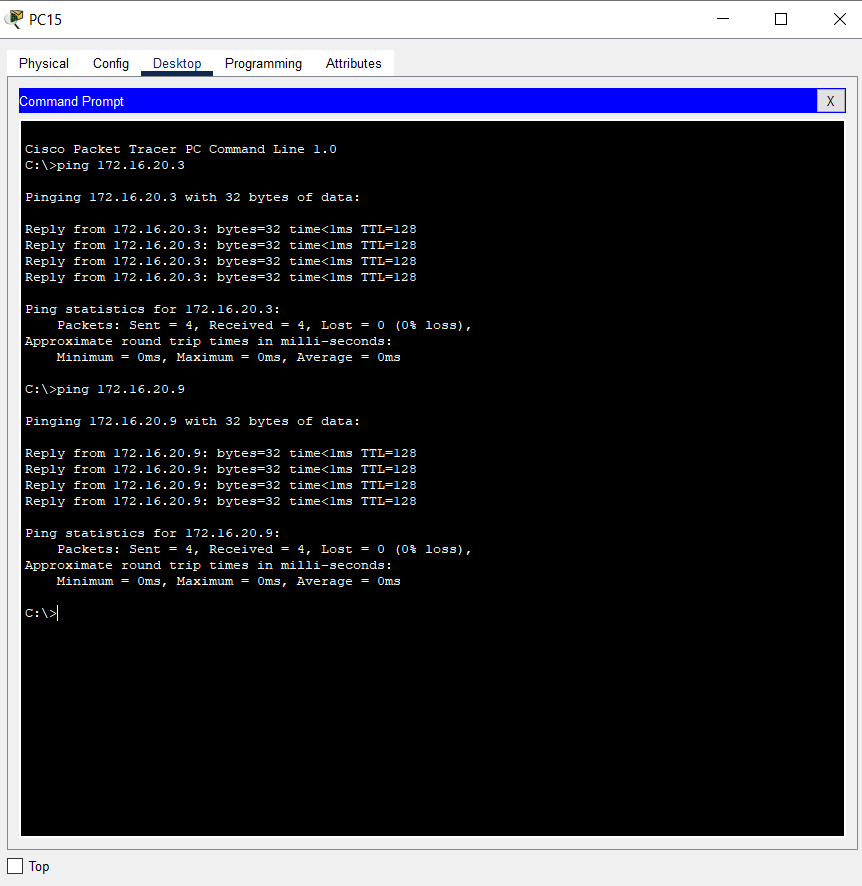 PC15
Physical Config Desktop Programming Attributes
Command Prompt X
Cisco Packet Tracer PC Command Line 1.0
C:\>ping 172.16.20.3
Pinging 172.16.20.3 with 32 bytes of data:
Reply from 172.16.20.3: bytes=32 time<1ms TTL=128
Reply from 172.16.20.3: bytes=32 time<1ms TTL=128
Reply from 172.16.20.3: bytes=32 time<1ms TTL=128
Reply from 172.16.20.3: bytes=32 time<1ms TTL=128
Ping statistics for 172.16.20.3:
    Packets: Sent = 4, Received = 4, Lost = 0 (0% loss),
Approximate round trip times in milli-seconds:
    Minimum = 0ms, Maximum = 0ms, Average = 0ms
C:\>ping 172.16.20.9
Pinging 172.16.20.9 with 32 bytes of data:
Reply from 172.16.20.9: bytes=32 time<1ms TTL=128
Reply from 172.16.20.9: bytes=32 time<1ms TTL=128
Reply from 172.16.20.9: bytes=32 time<1ms TTL=128
Reply from 172.16.20.9: bytes=32 time<1ms TTL=128
Ping statistics for 172.16.20.9:
    Packets: Sent = 4, Received = 4, Lost = 0 (0% loss),
Approximate round trip times in milli-seconds:
    Minimum = 0ms, Maximum = 0ms, Average = 0ms
C:\>
Top